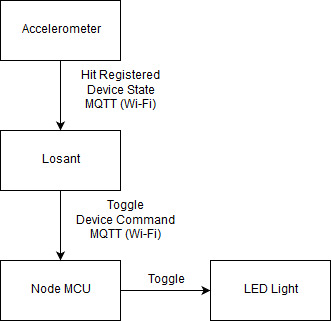 Accelerometer
Hit Registered
Device State
MQTT (Wi-Fi)
Losant
Toggle
Device Command
MQTT (Wi-Fi)
Node MCU
Toggle
LED Light